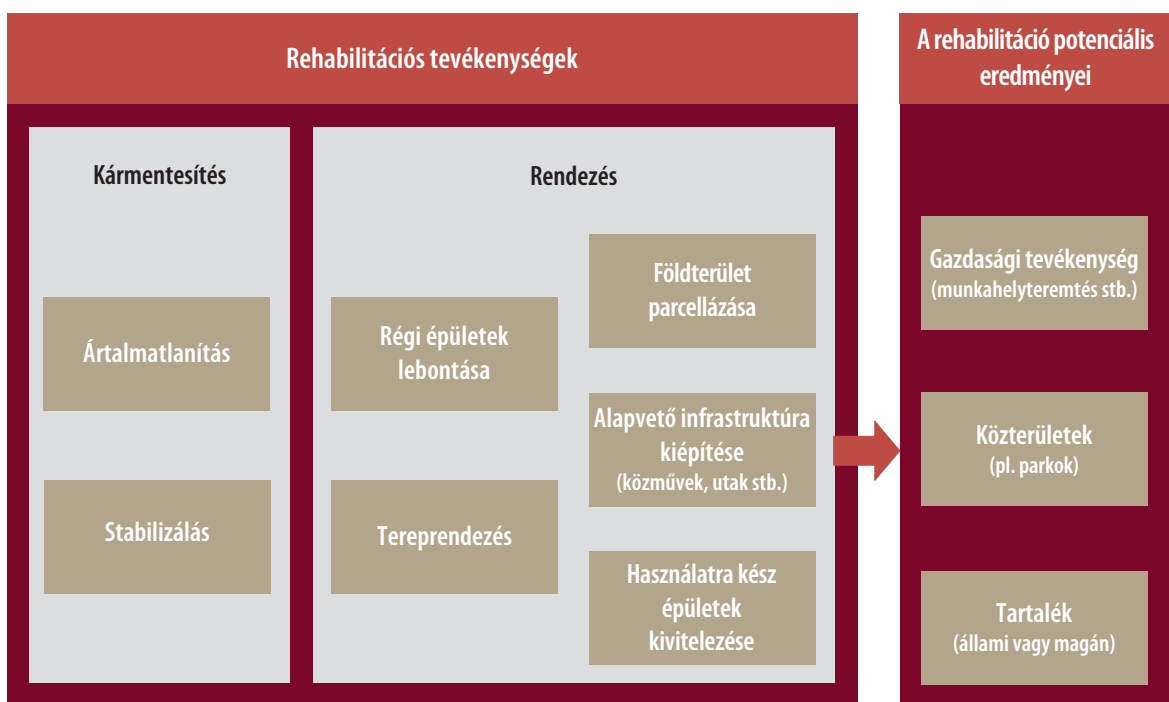 Rehabilitációs tevékenységek
Kármentesítés
Ártalmatlanítás
Stabilizálás
Rendezés
Régi épületek
lebontása
Tereprendezés
Földterület
parcellázása
Alapvető infrastruktúra
kiépítése
(közművek, utak stb.)
Használatra kész
épületek
kivitelezése
A rehabilitáció potenciális
eredményei
Gazdasági tevékenység
(munkahelyteremtés stb.)
Közterületek
(pl. parkok)
Tartalék
(állami vagy magán)